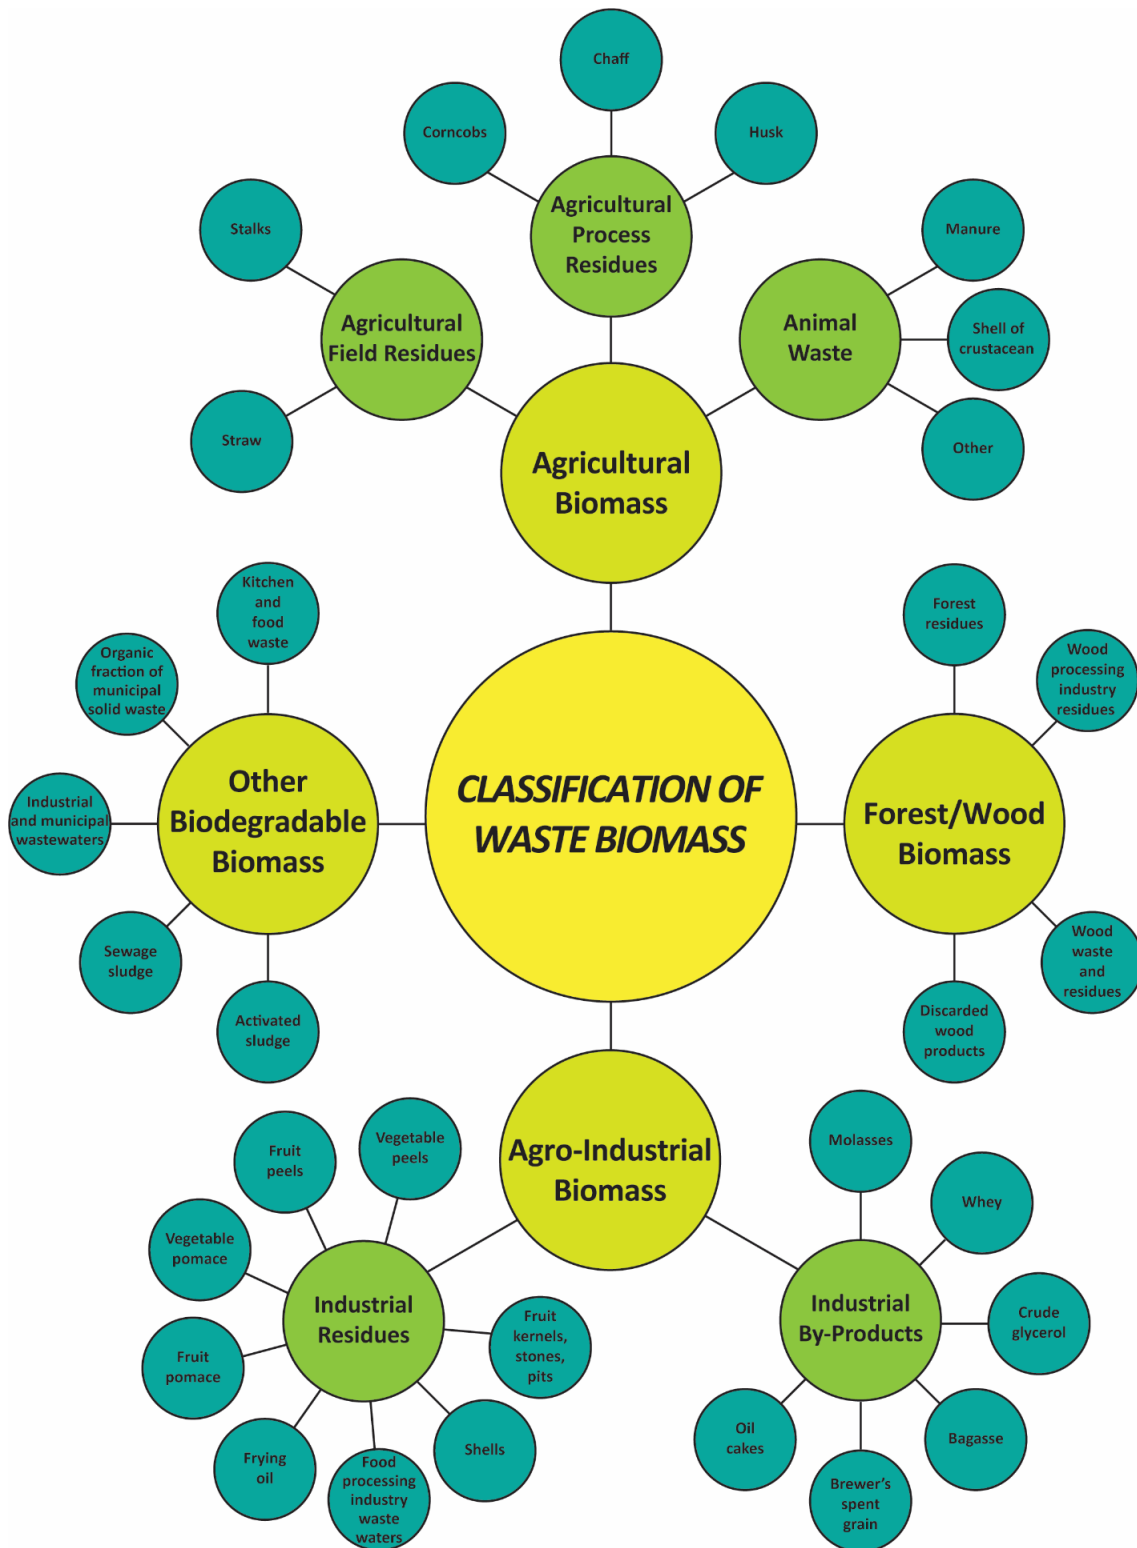 Chaff
Corncobs
Husk
Agricultural
Process
Residues
Stalks
Manure
Agricultural
Field Residues
Animal
Waste
Shell of
crustacean
Straw
Other
Agricultural
Biomass
Kitchen
and
food
waste
Forest
residues
Organic
fraction of
municipal
solid waste
Wood
processing
industry
residues
Other
Biodegradable
Biomass
CLASSIFICATION OF
WASTE BIOMASS
Forest/Wood
Biomass
Industrial
and municipal
wastewaters
Sewage
sludge
Wood
waste
and
residues
Activated
sludge
Discarded
wood
products
Agro-Industrial
Biomass
Fruit
peels
Vegetable
peels
Molasses
Whey
Vegetable
pomace
Industrial
Residues
Fruit
kernels,
stones,
pits
Industrial
By-Products
Crude
glycerol
Fruit
pomace
Frying
oil
Food
processing
industry
waste
waters
Shells
Oil
cakes
Brewer’s
spent
grain
Bagasse